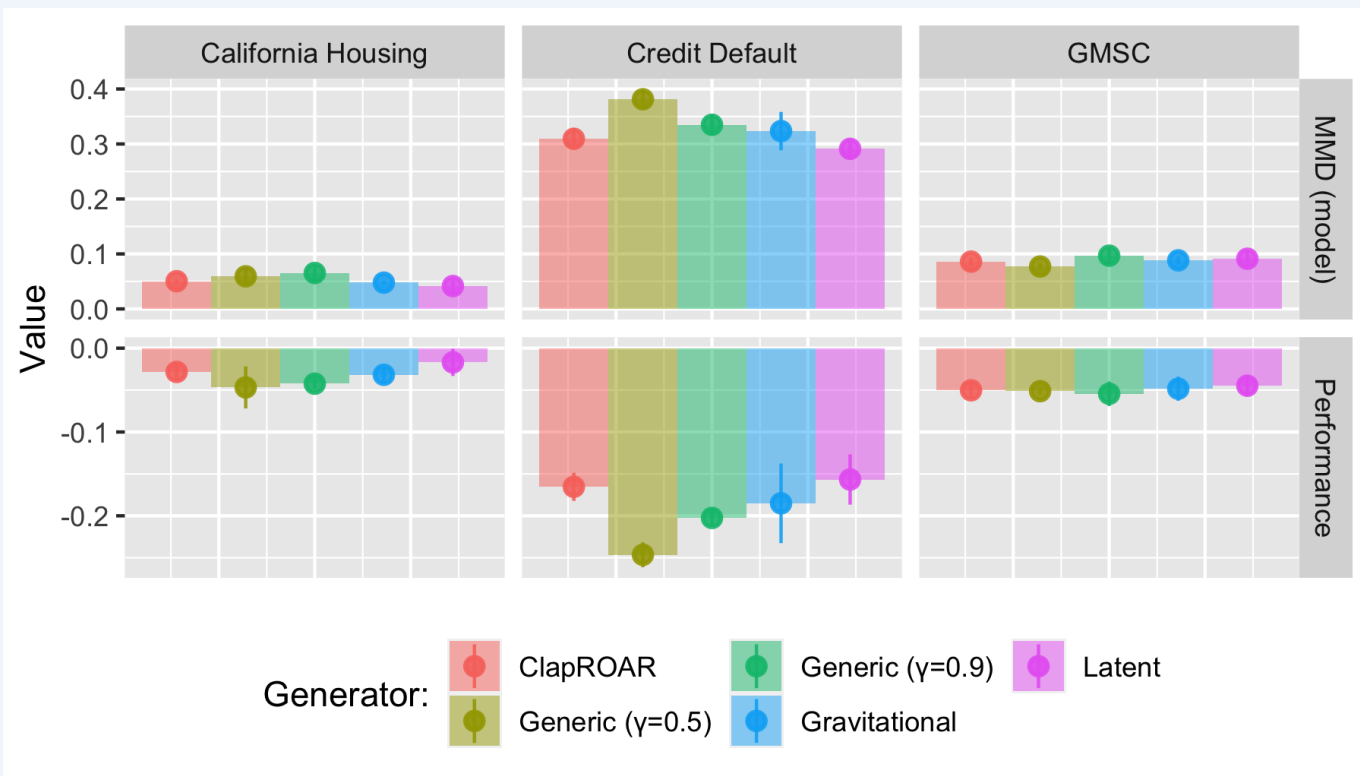 California Housing
Credit Default
GMSC
0.4
0.3
0.2
0.1
0.0
MMD (model)
0.0
-0.1
-0.2
Performance
Value
Generator:
ClapROAR
Generic (γ=0.5)
Generic (γ=0.9)
Gravitational
Latent